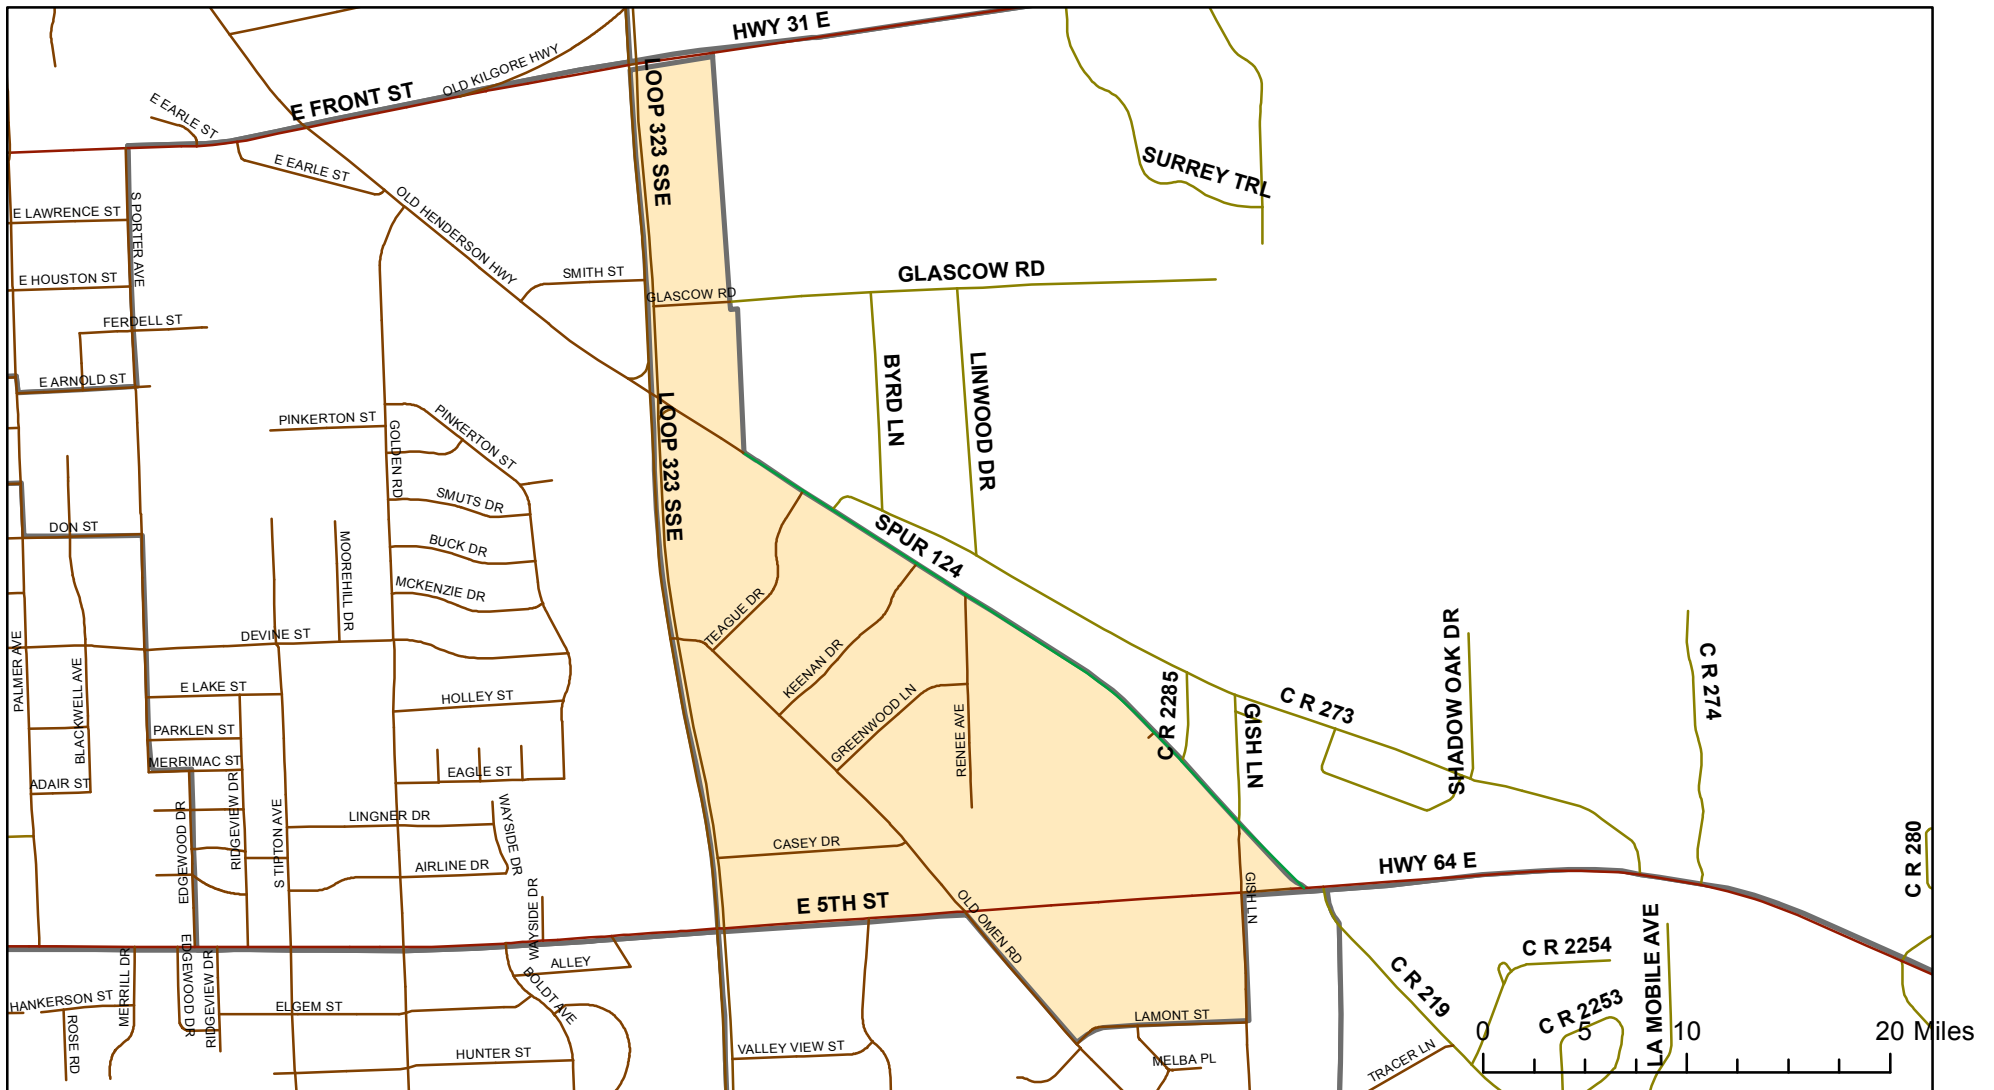 HWY 31 E
OLD KILGORE HWY
E FRONT ST
E EARLE ST
E EARLE ST
LOOP 323 SSE
SURREY TRL
E LAWRENCE ST
S PORTER AVE
OLD HENDERSON HWY
E HOUSTON ST
SMITH ST
GLASCOW RD
GLASCOW RD
FERDELL ST
E ARNOLD ST
BYRD LN
LINWOOD DR
PINKERTON ST
PINKERTON ST
GOLDEN RD
LOOP 323 SSE
SMUTS DR
DON ST
MOOREHILL DR
BUCK DR
SPUR 124
MCKENZIE DR
TEAGUE DR
DEVINE ST
PALMER AVE
BLACKWELL AVE
KEENAN DR
SHADOW OAK DR
C R 274
C R 2285
E LAKE ST
HOLLEY ST
GREENWOOD LN
RENEE AVE
C R 273
GISH LN
PARKLEN ST
MERRIMAC ST
ADAIR ST
EAGLE ST
RIDGEVIEW DR
EDGEWOOD DR
S TIPTON AVE
LINGNER DR
WAYSIDE DR
CASEY DR
AIRLINE DR
HWY 64 E
C R 280
E 5TH ST
GISH LN
OLD OMEN RD
WAYSIDE DR
EDGEWOOD DR
RIDGEVIEW DR
MERRILL DR
ALLEY
BOLDT AVE
C R 2254
LA MOBILE AVE
C R 219
HANKERSON ST
ROSE RD
ELGEM ST
LAMONT ST
C R 2253
HUNTER ST
VALLEY VIEW ST
MELBA PL
TRACER LN
0 5 10 20 Miles